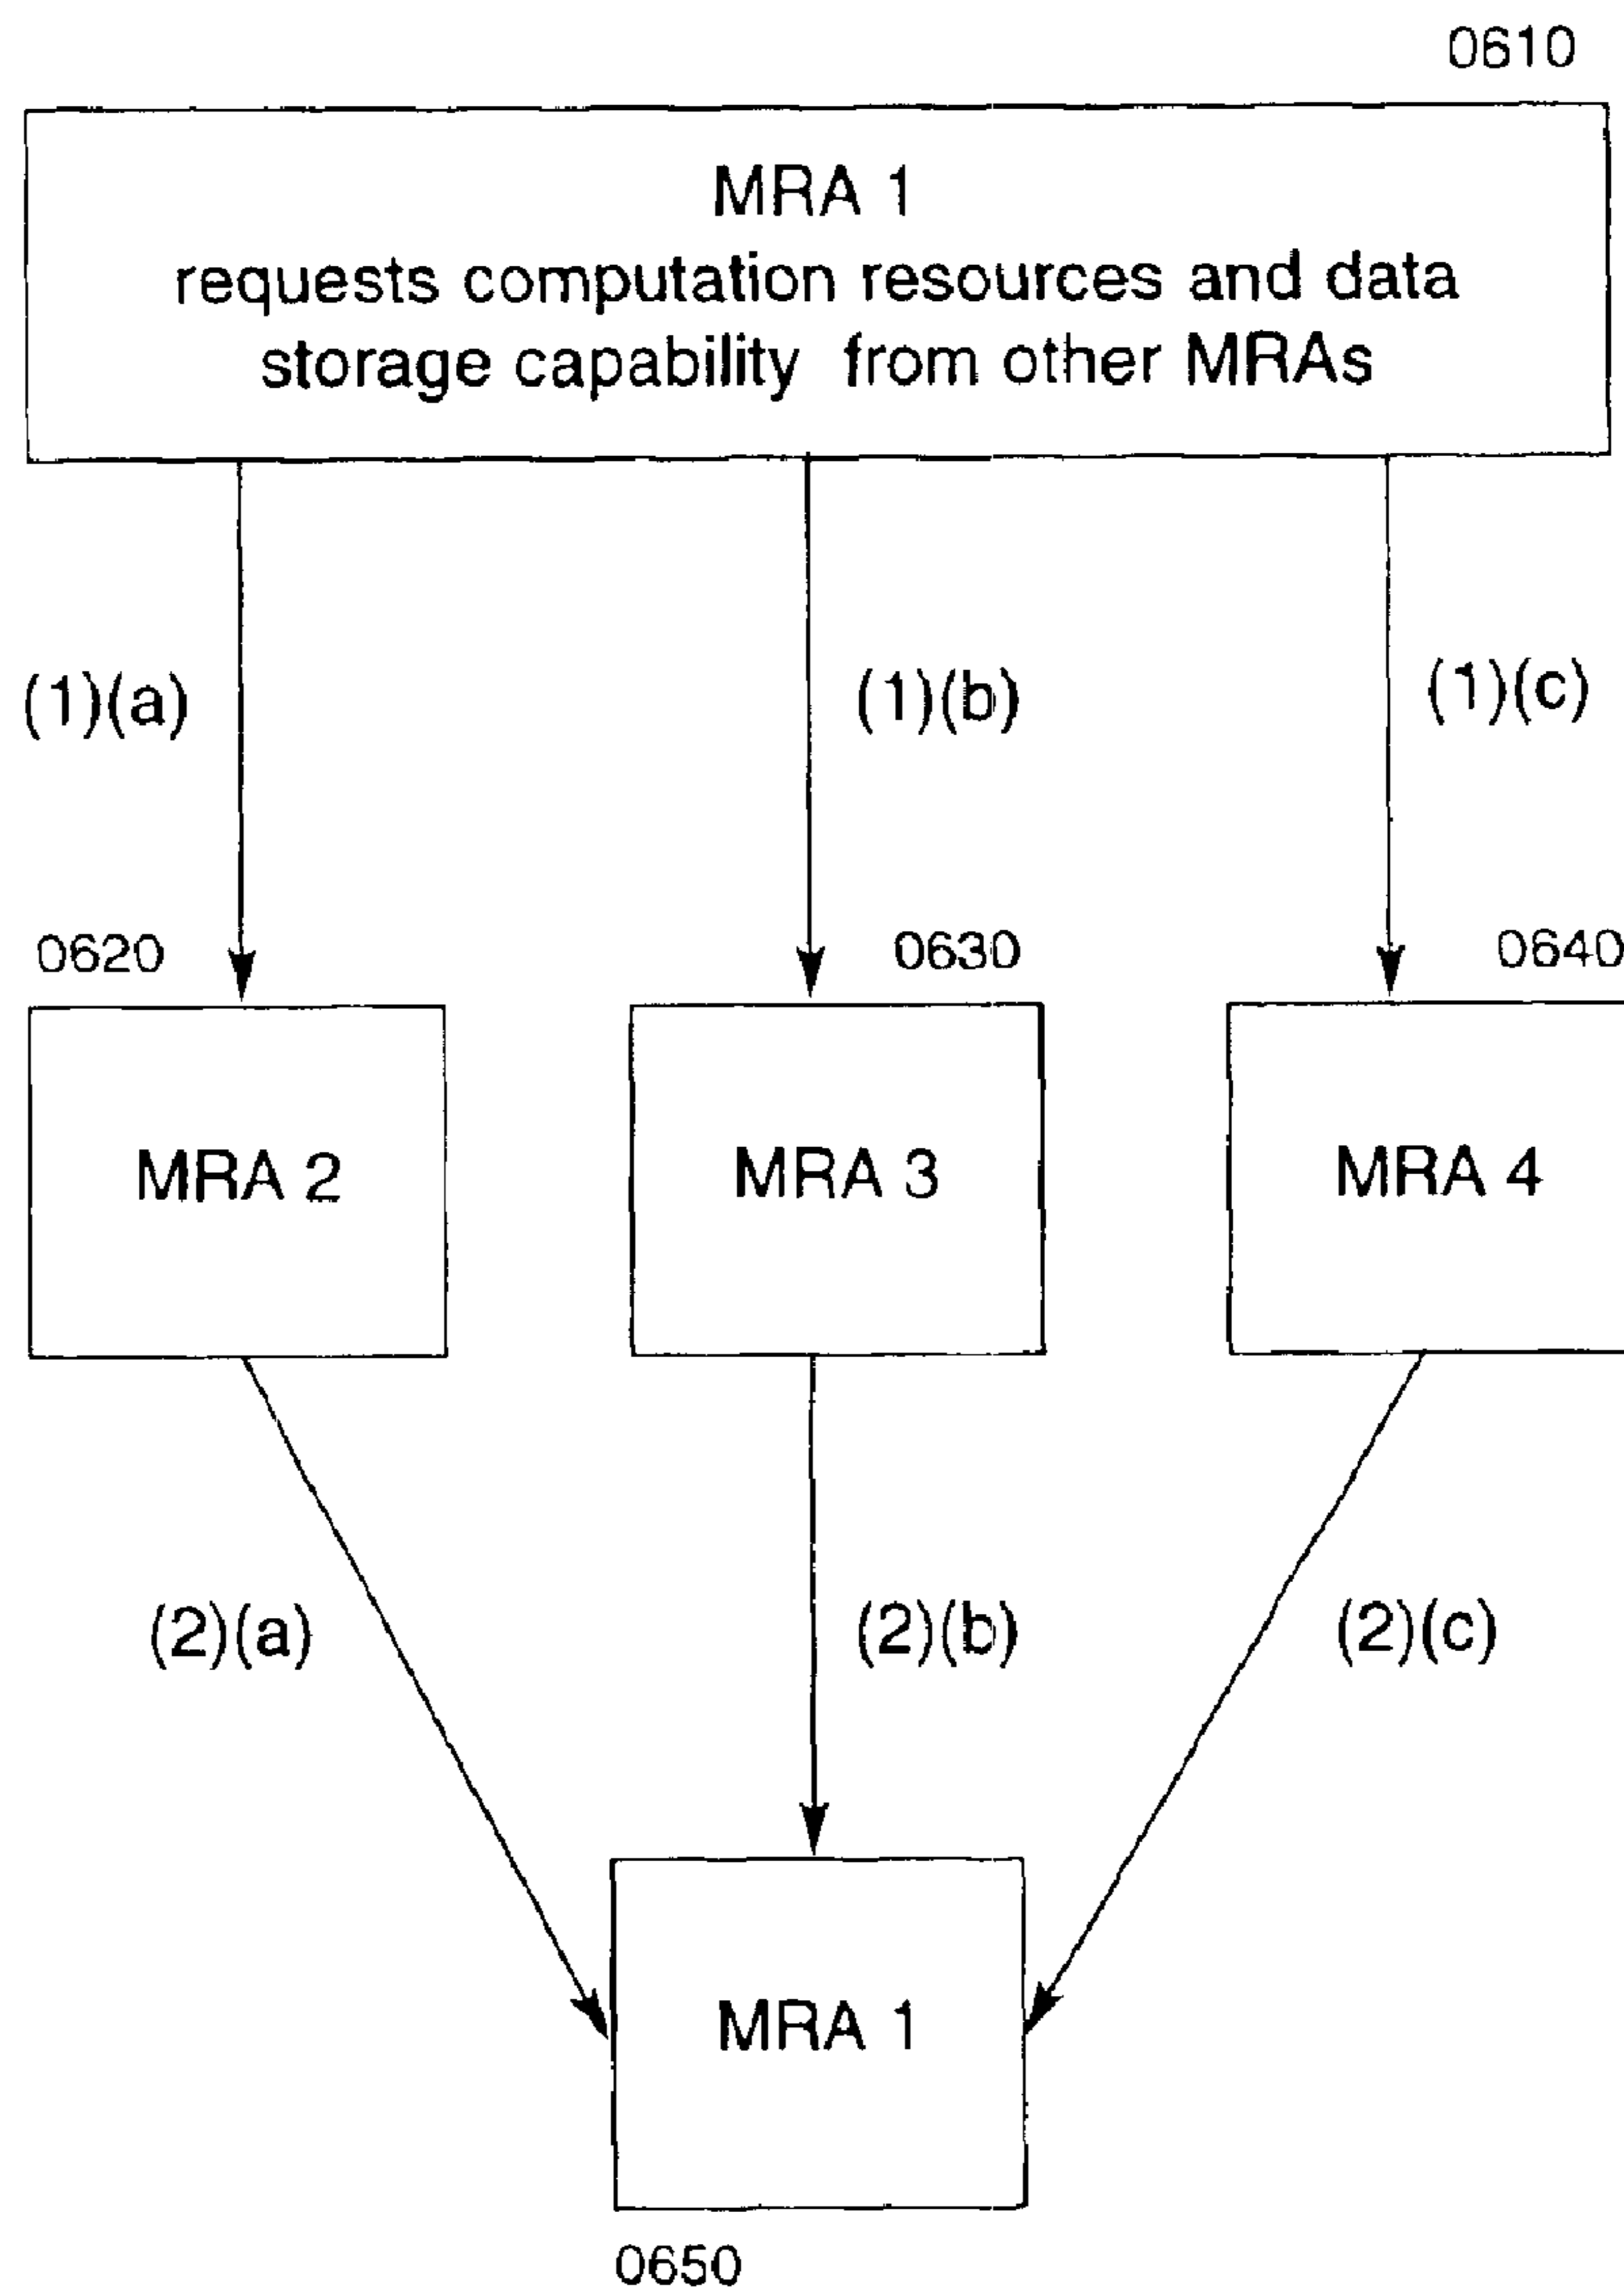 0610
MRA 1
requests computation resources and data
storage capability from other MRAs
(1)(a)
(1)(b)
(1)(c)
0620
0630
0640
MRA 2
MRA 3
MRA 4
(2)(a)
(2)(b)
(2)(c)
MRA 1
0650